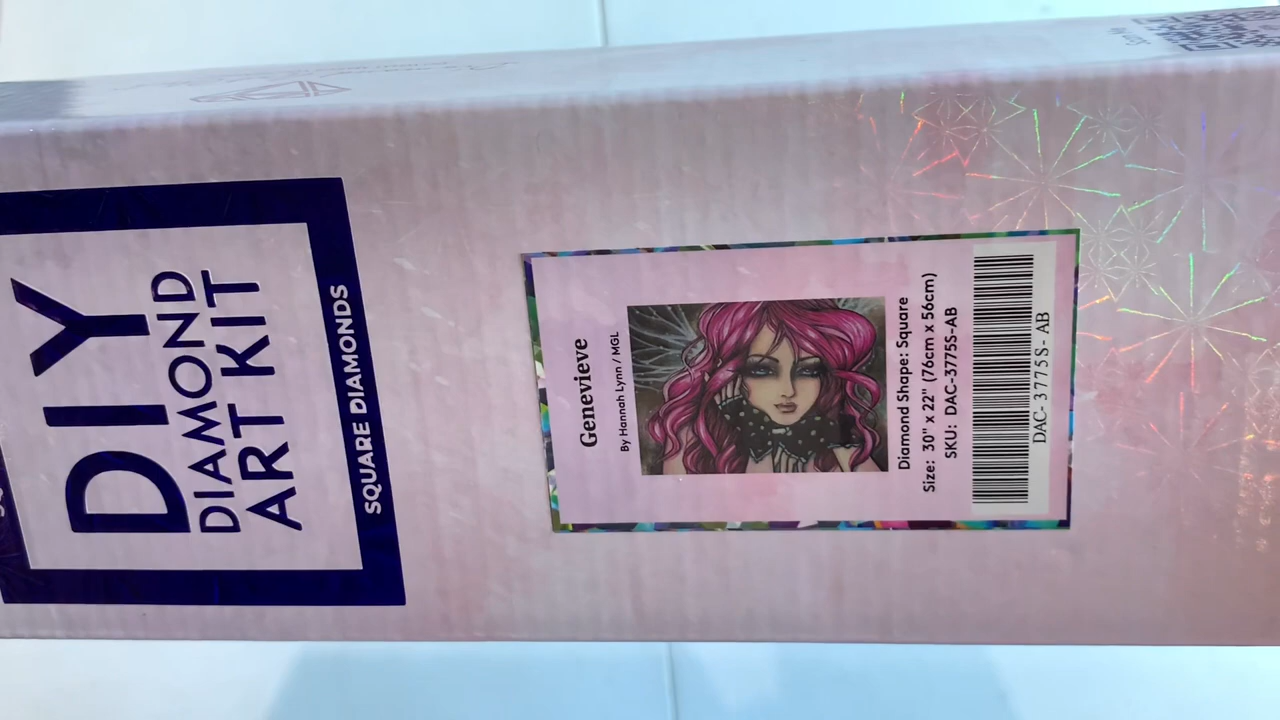 DIY
DIAMOND
ART KIT
SQUARE DIAMONDS
Genevieve
By Hannah Lynn / MGL
Diamond Shape: Square
Size: 30" x 22" (76cm x 56cm)
SKU: DAC-3775S-AB
DAC-3775S- AB